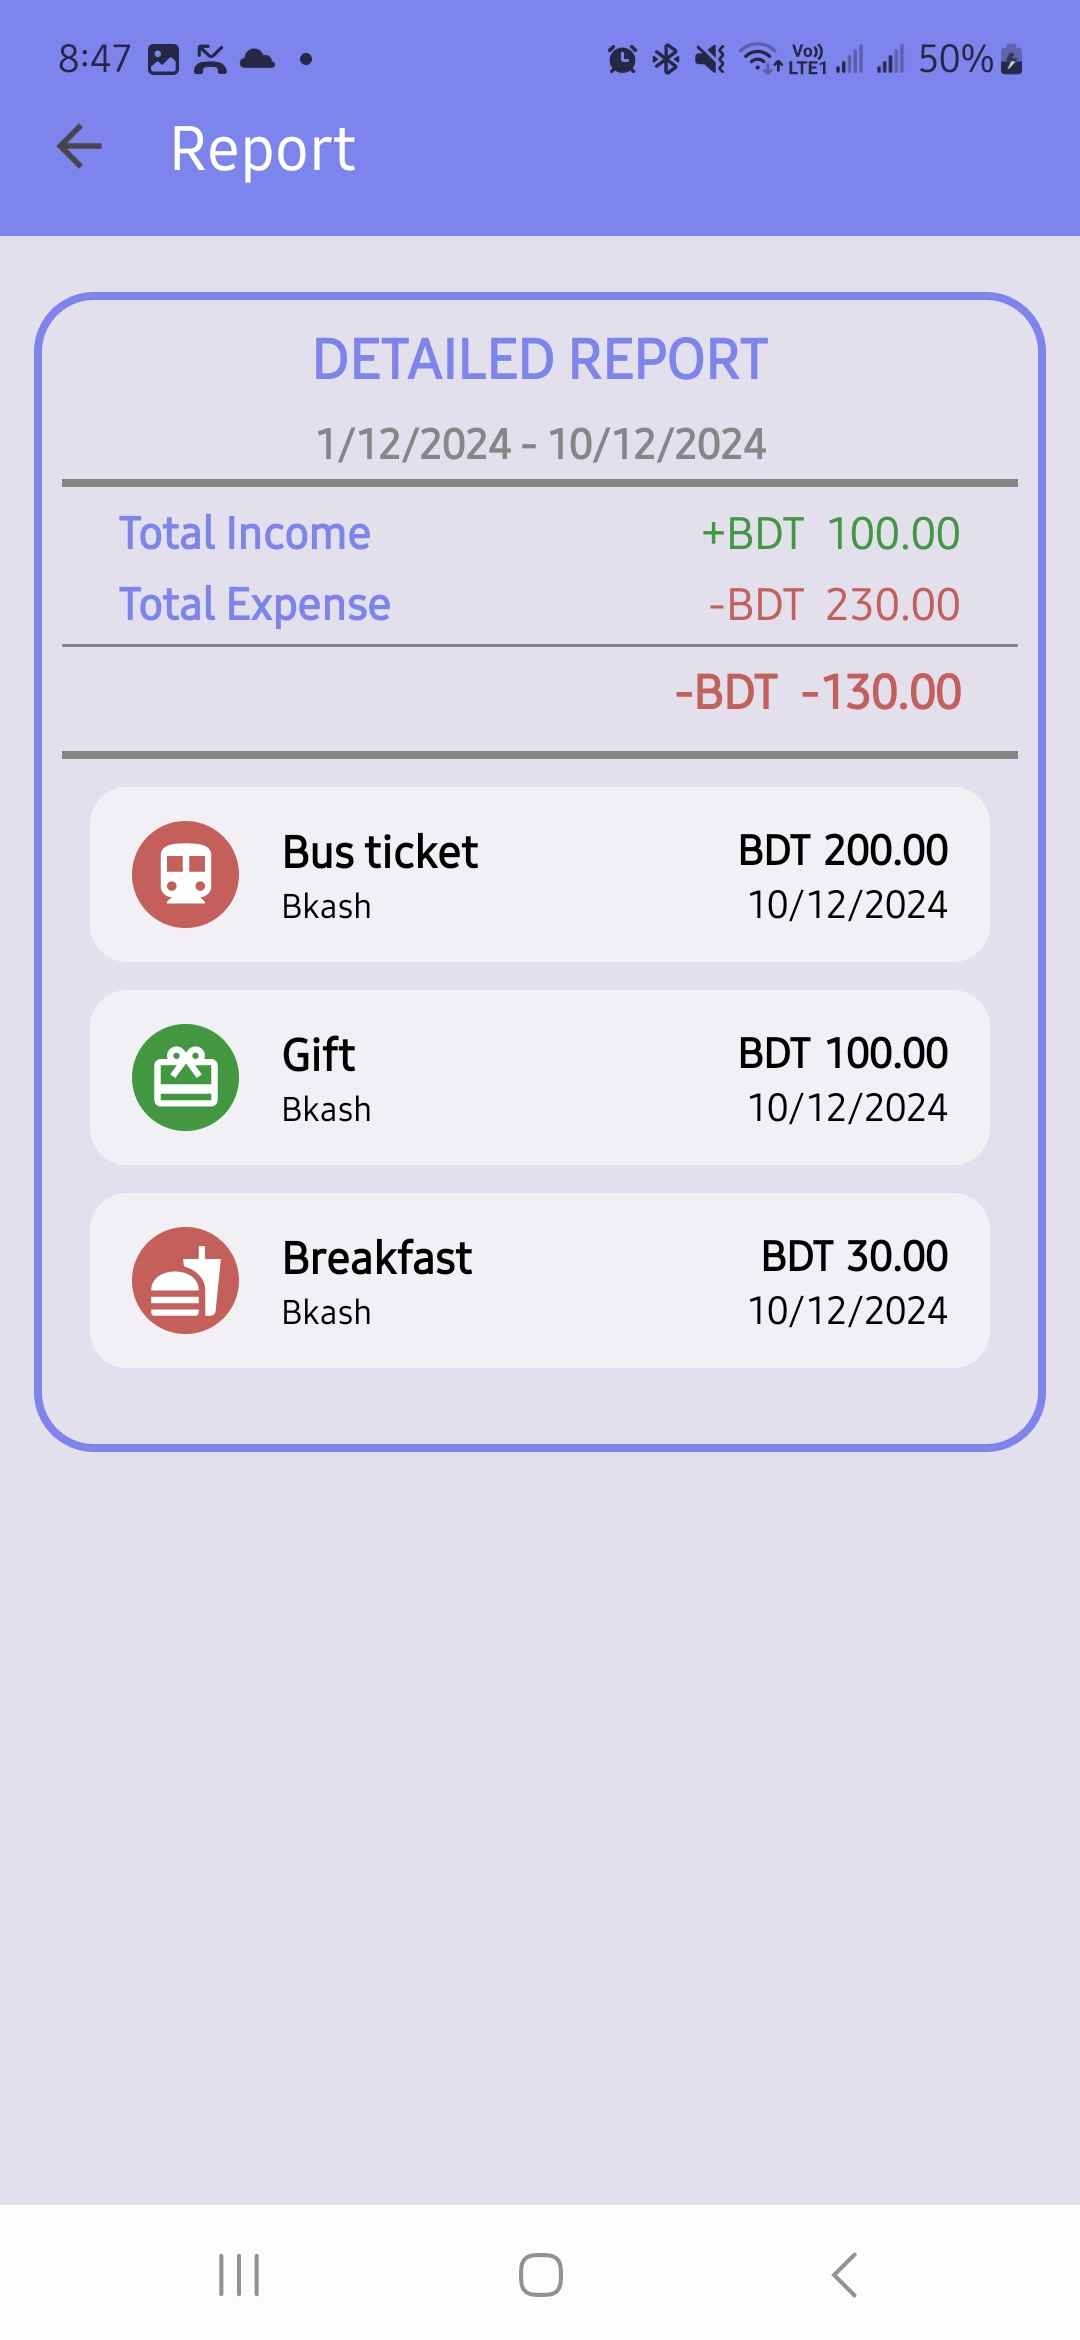 8:47 Vo)) LTE1 50%
Report
DETAILED REPORT
1/12/2024 - 10/12/2024
Total Income +BDT 100.00
Total Expense -BDT 230.00
-BDT -130.00
Bus ticket BDT 200.00
Bkash 10/12/2024
Gift BDT 100.00
Bkash 10/12/2024
Breakfast BDT 30.00
Bkash 10/12/2024